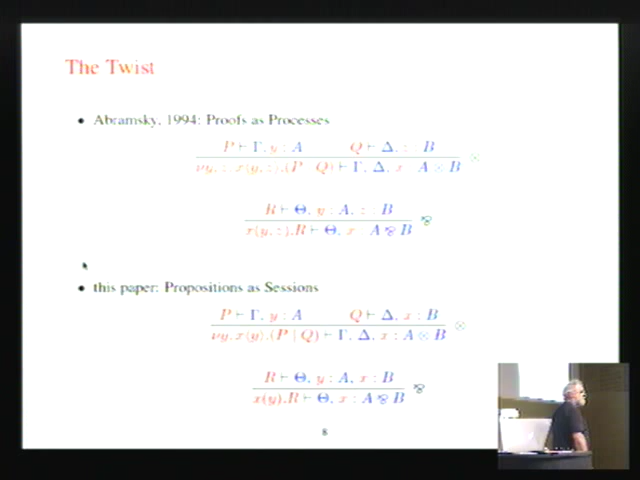 The Twist
• Abramsky, 1994: Proofs as Processes
P ⊢ Γ, y : A Q ⊢ Δ, z : B
νy, z. x⟨y, z⟩.(P | Q) ⊢ Γ, Δ, x : A ⊗ B ⊗
R ⊢ Θ, y : A, z : B
x(y, z).R ⊢ Θ, x : A ⅋ B ⅋
• this paper: Propositions as Sessions
P ⊢ Γ, y : A Q ⊢ Δ, x : B
νy. x⟨y⟩.(P | Q) ⊢ Γ, Δ, x : A ⊗ B ⊗
R ⊢ Θ, y : A, x : B
x(y).R ⊢ Θ, x : A ⅋ B ⅋
8